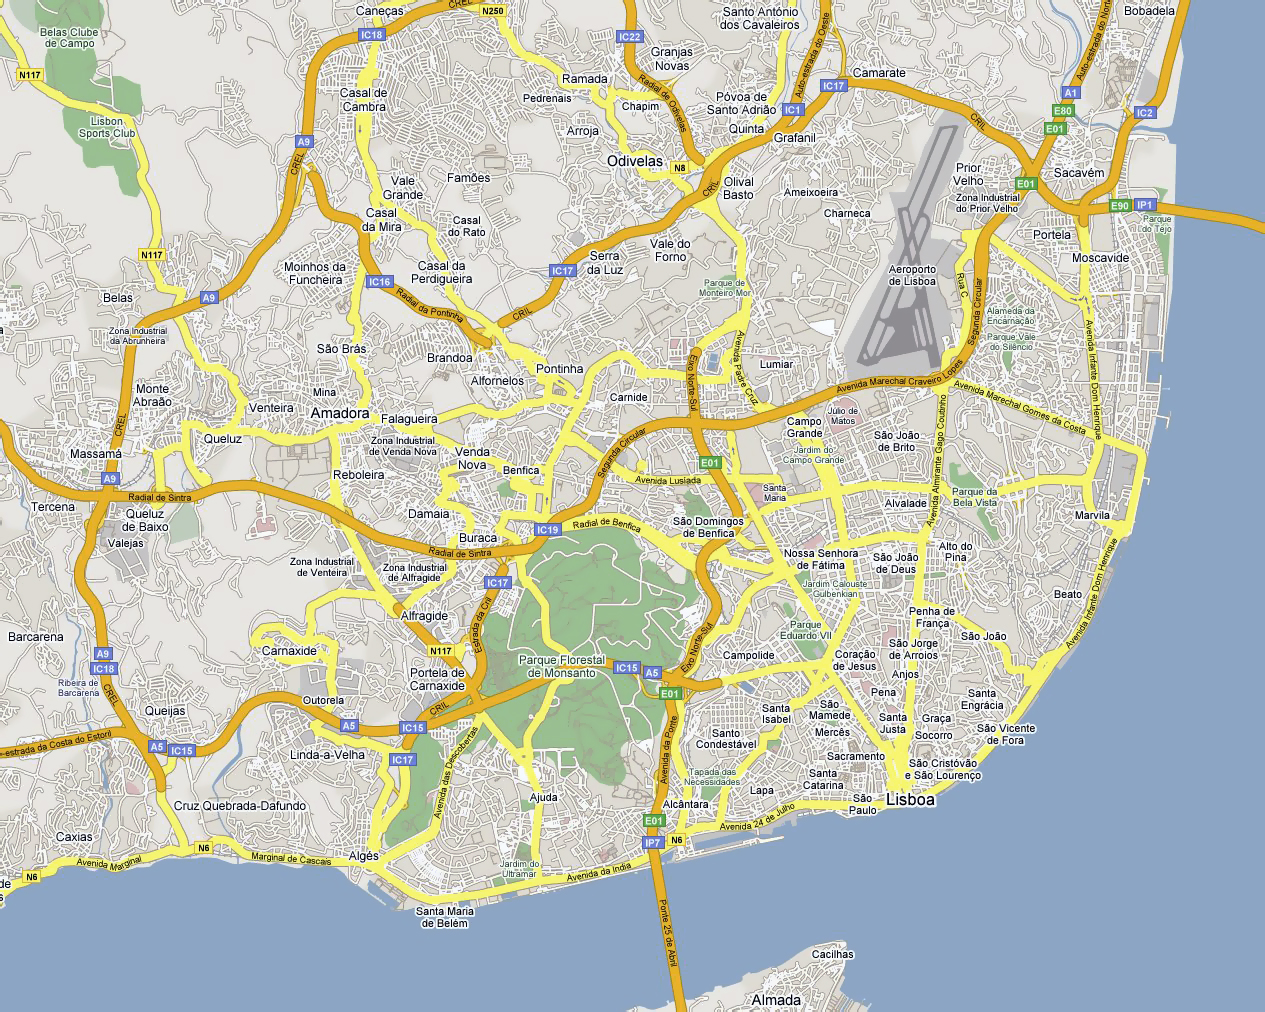 Caneças
CREL
N250
Santo António
dos Cavaleiros
Bobadela
Belas Clube
de Campo
IC18
IC22
Granjas
Novas
Auto-estrada do Oeste
Auto-estrada do Nort
N117
Ramada
Camarate
Radial de Odivelas
IC17
A1
Casal de
Cambra
Pedrenais
Chapim
Póvoa de
Santo Adrião
IC1
E80
IC2
Lisbon
Sports Club
Arroja
Quinta
Grafanil
CRIL
E01
A9
CREL
Odivelas
N8
Prior
Velho
Sacavém
Vale
Grande
Famões
CRIL
Olival
Basto
Ameixoeira
E01
Zona Industrial
do Prior Velho
E90
IP1
Casal
da Mira
Casal
do Rato
Charneca
Parque
do Tejo
Portela
N117
Vale do
Forno
Serra
da Luz
Moscavide
Moinhos da
Funcheira
Casal da
Perdigueira
IC17
Aeroporto
de Lisboa
Rua C
Segunda Circular
IC16
Parque de
Monteiro Mor
Belas
A9
Radial da Pontinha
CRIL
Alameda da
Encarnação
Zona Industrial
da Abrunheira
Parque Vale
do Silêncio
Avenida Infante Dom Henrique
São Brás
Brandoa
Eixo Norte-Sul
Avenida Padre Cruz
Lumiar
Pontinha
Alfornelos
Avenida Marechal Craveiro Lopes
Monte
Abraão
Mina
Carnide
Avenida Marechal Gomes da Costa
Venteira
Amadora
Falagueira
Júlio de
Matos
CREL
Campo
Grande
Segunda Circular
Queluz
Zona Industrial
de Venda Nova
São João
de Brito
Massamá
Venda
Nova
Jardim do
Campo Grande
Benfica
E01
Avenida Almirante Gago Coutinho
A9
Reboleira
Avenida Lusiada
Santa
Maria
Parque da
Bela Vista
Radial de Sintra
Tercena
Queluz
de Baixo
Damaia
Alvalade
Marvila
IC19
Radial de Benfica
São Domingos
de Benfica
Valejas
Buraca
Radial de Sintra
Nossa Senhora
de Fátima
São João
de Deus
Alto do
Pina
Zona Industrial
de Venteira
Zona Industrial
de Alfragide
IC17
Jardim Calouste
Gulbenkian
Beato
Avenida Infante Dom Henrique
Alfragide
Estrada da Cril
Parque
Eduardo VII
Penha de
França
Barcarena
Eixo Norte-Sul
São João
Carnaxide
N117
Campolide
São Jorge
de Arroios
Anjos
A9
IC18
Parque Florestal
de Monsanto
IC15
A5
Coração
de Jesus
Portela de
Carnaxide
Ribeira de
Barcarena
CREL
E01
Pena
Outorela
Santa
Engrácia
CRIL
Queijas
Santa
Isabel
São
Mamede
Mercês
Santa
Justa
Graça
Socorro
A5
IC15
São Vicente
de Fora
-estrada da Costa do Estoril
Santo
Condestável
A5
IC15
Linda-a-Velha
IC17
Avenida das Descobertas
Avenida da Ponte
Sacramento
São Cristóvão
e São Lourenço
Tapada das
Necessidades
Santa
Catarina
Lapa
Ajuda
Cruz Quebrada-Dafundo
Alcântara
São
Paulo
Lisboa
E01
Avenida 24 de Julho
Caxias
IP7
N6
N6
Algés
Avenida Marginal
Marginal de Cascais
Jardim do
Ultramar
Avenida da India
N6
de
Santa Maria
de Belém
Ponte 25 de Abril
Cacilhas
Almada